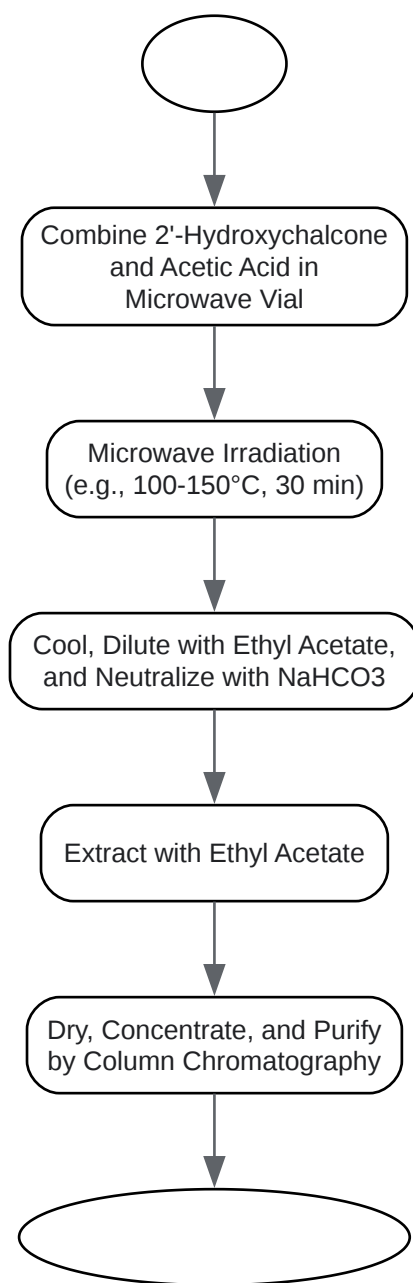 Combine 2'-Hydroxychalcone
and Acetic Acid in
Microwave Vial
Microwave Irradiation
(e.g., 100-150°C, 30 min)
Cool, Dilute with Ethyl Acetate,
and Neutralize with NaHCO3
Extract with Ethyl Acetate
Dry, Concentrate, and Purify
by Column Chromatography